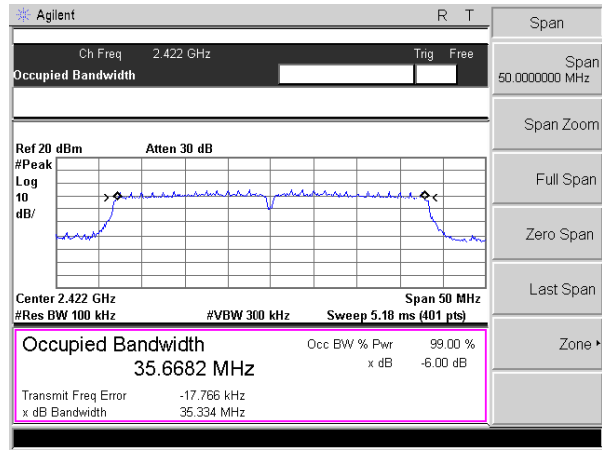 Agilent R T
Ch Freq 2.422 GHz Trig Free
Occupied Bandwidth
Ref 20 dBm Atten 30 dB
#Peak
Log
10
dB/
Center 2.422 GHz Span 50 MHz
#Res BW 100 kHz #VBW 300 kHz Sweep 5.18 ms (401 pts)
Occupied Bandwidth Occ BW % Pwr 99.00 %
35.6682 MHz x dB -6.00 dB
Transmit Freq Error -17.766 kHz
x dB Bandwidth 35.334 MHz
Span
Span
50.0000000 MHz
Span Zoom
Full Span
Zero Span
Last Span
Zone